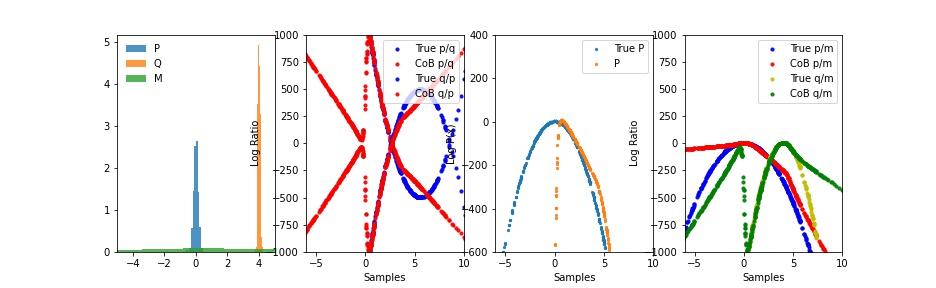 P
Q
M
5
4
3
2
1
0
−4
−2
0
2
4
Log Ratio
True p/q
CoB p/q
True q/p
CoB q/p
1000
750
500
250
0
−250
−500
−750
1000
−5
0
5
10
Samples
True P
P
400
200
0
−200
−400
−600
−5
0
5
10
Samples
Log Ratio
True p/m
CoB p/m
True q/m
CoB q/m
1000
750
500
250
0
−250
−500
−750
1000
−5
0
5
10
Samples